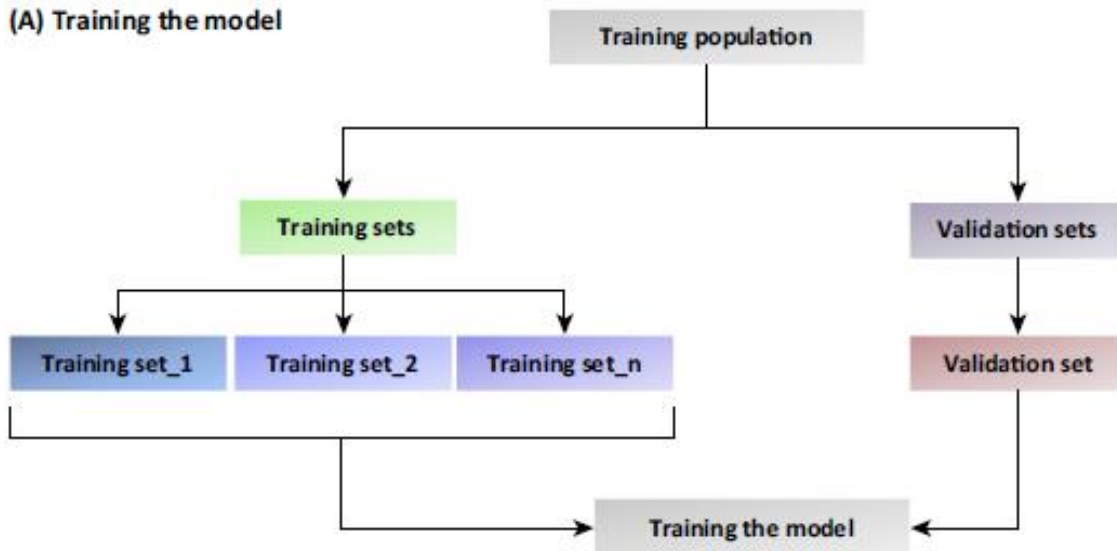 (A) Training the model
Training population
Training sets
Validation sets
Training set_1
Training set_2
Training set_n
Validation set
Training the model